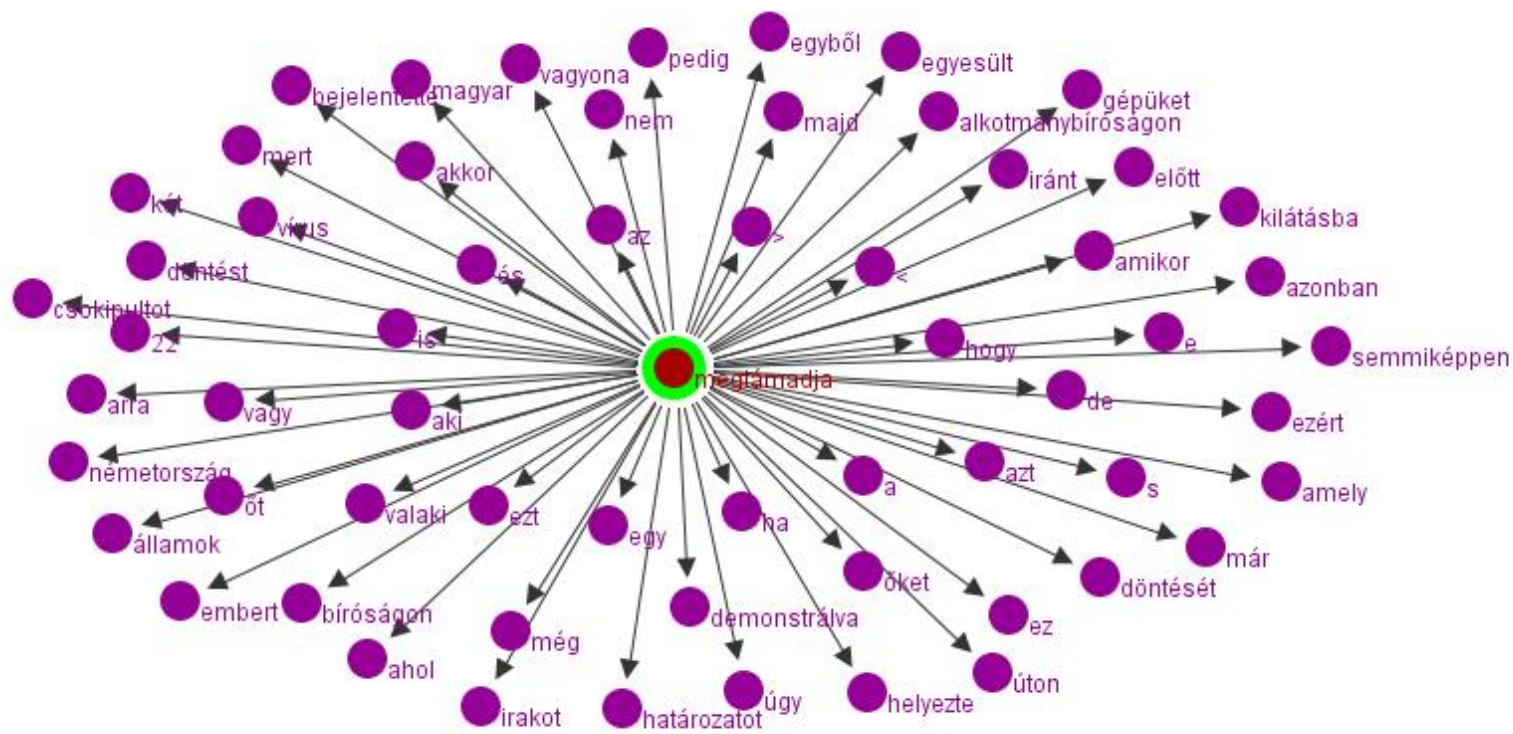 egyből
pedig
egyesült
vagyona
magyar
bejelentette
gépüket
nem
majd
alkotmánybíróságon
mert
akkor
iránt
előtt
két
vírus
kilátásba
az
>
amikor
döntést
és
<
azonban
csokipultot
22
is
hogy
e
semmiképpen
megtámadja
arra
vagy
aki
de
ezért
németország
a
azt
s
amely
őt
valaki
ezt
egy
ha
államok
már
őket
döntését
embert
bíróságon
demonstrálva
ez
még
ahol
úton
irakot
határozatot
úgy
helyezte